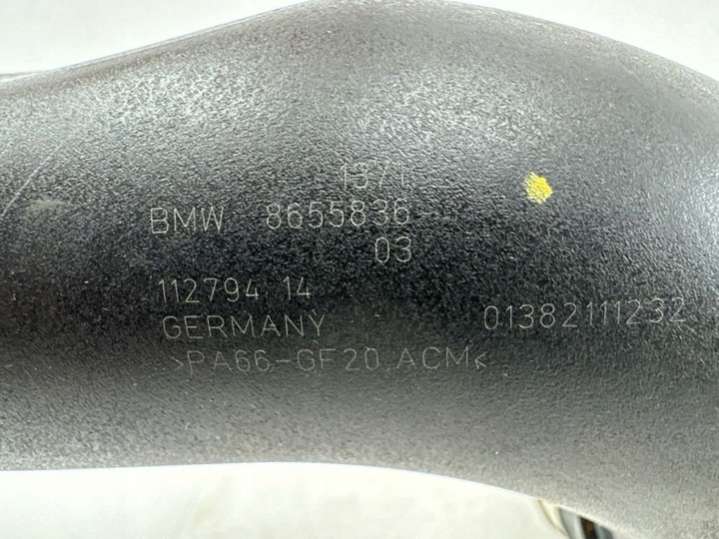 1371
BMW 8655836
03
112794 14
GERMANY
01382111232
>PA66-GF20 ACM<